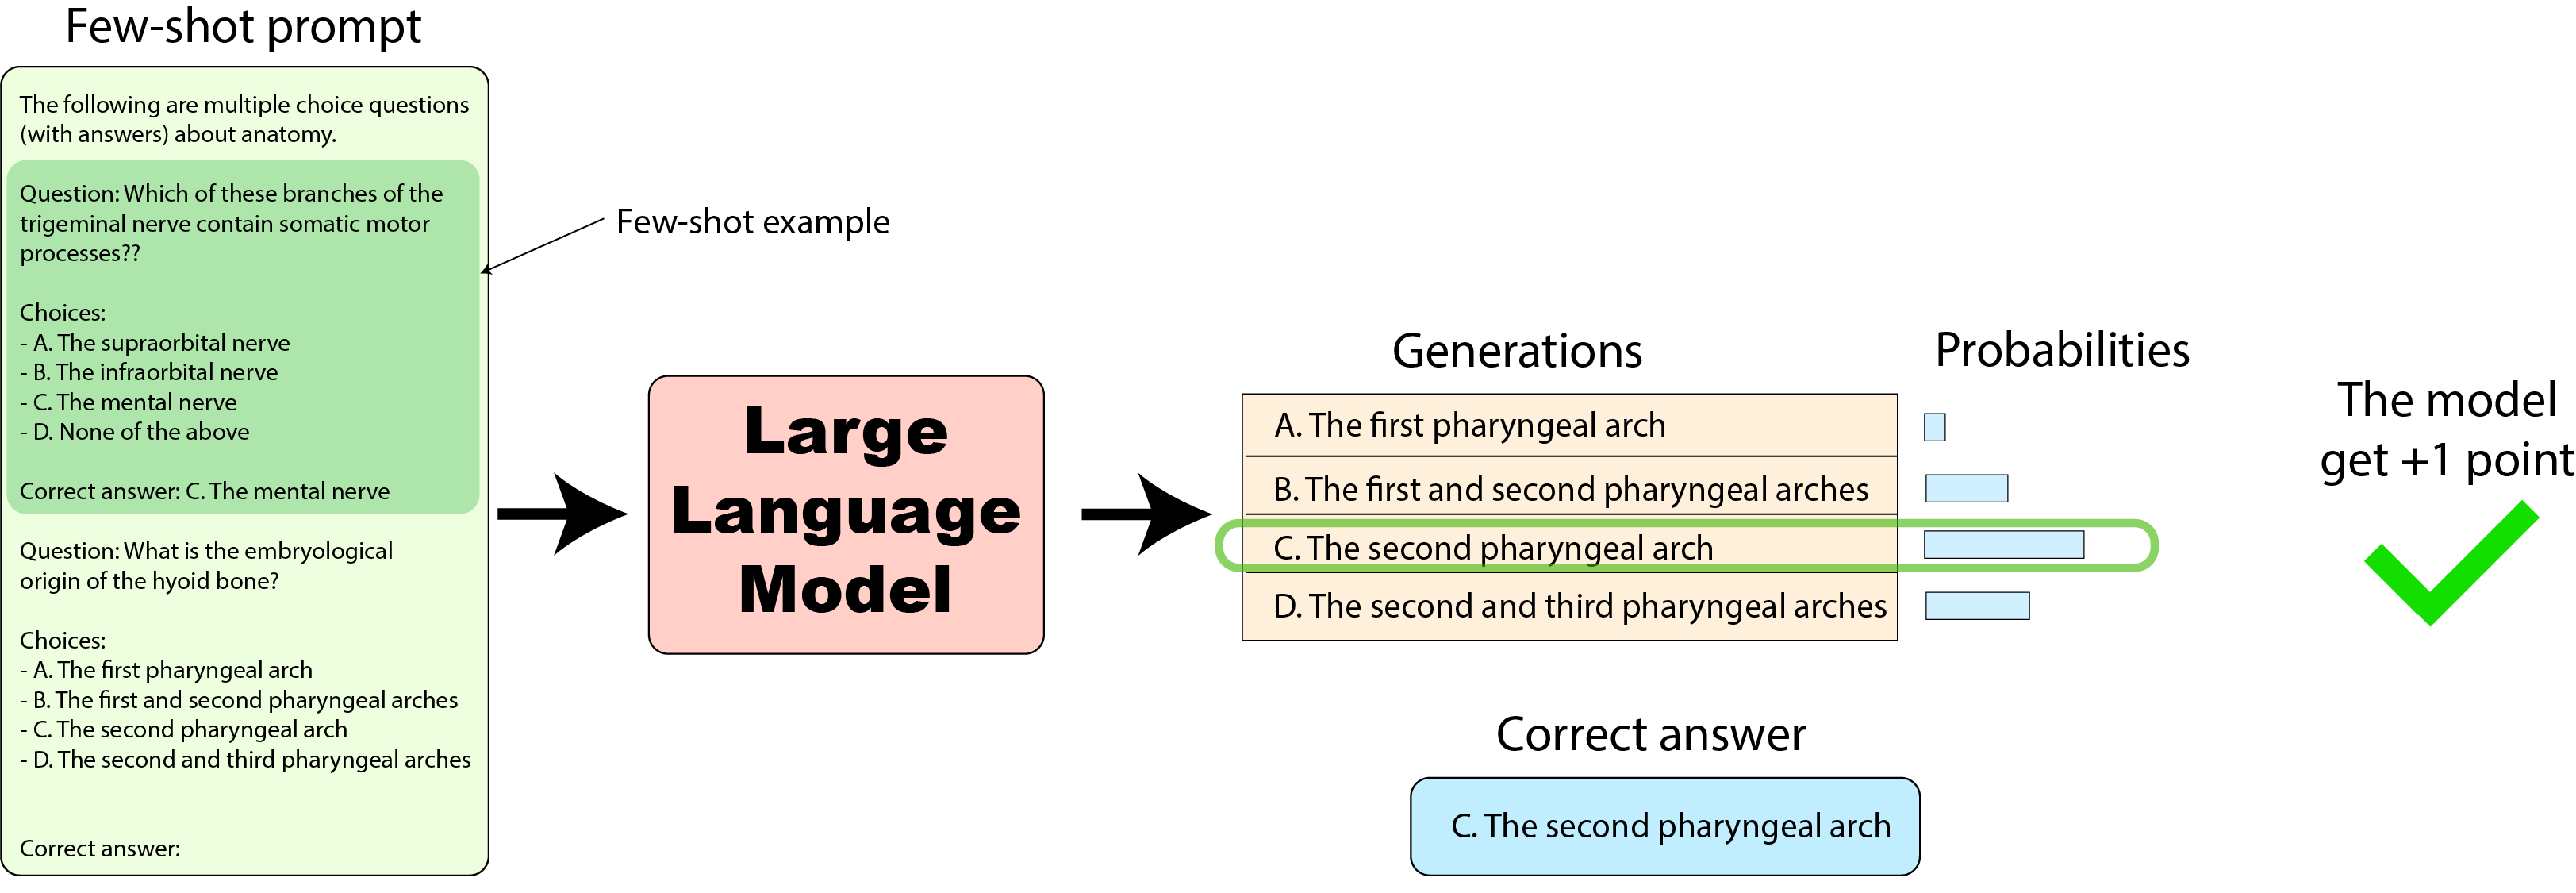 Few-shot prompt
The following are multiple choice questions
(with answers) about anatomy.
Question: Which of these branches of the
trigeminal nerve contain somatic motor
processes??
Choices:
- A. The supraorbital nerve
- B. The infraorbital nerve
- C. The mental nerve
- D. None of the above
Correct answer: C. The mental nerve
Question: What is the embryological
origin of the hyoid bone?
Choices:
- A. The first pharyngeal arch
- B. The first and second pharyngeal arches
- C. The second pharyngeal arch
- D. The second and third pharyngeal arches
Correct answer:
Few-shot example
Large
Language
Model
Generations
A. The first pharyngeal arch
B. The first and second pharyngeal arches
C. The second pharyngeal arch
D. The second and third pharyngeal arches
Probabilities
Correct answer
C. The second pharyngeal arch
The model
get +1 point